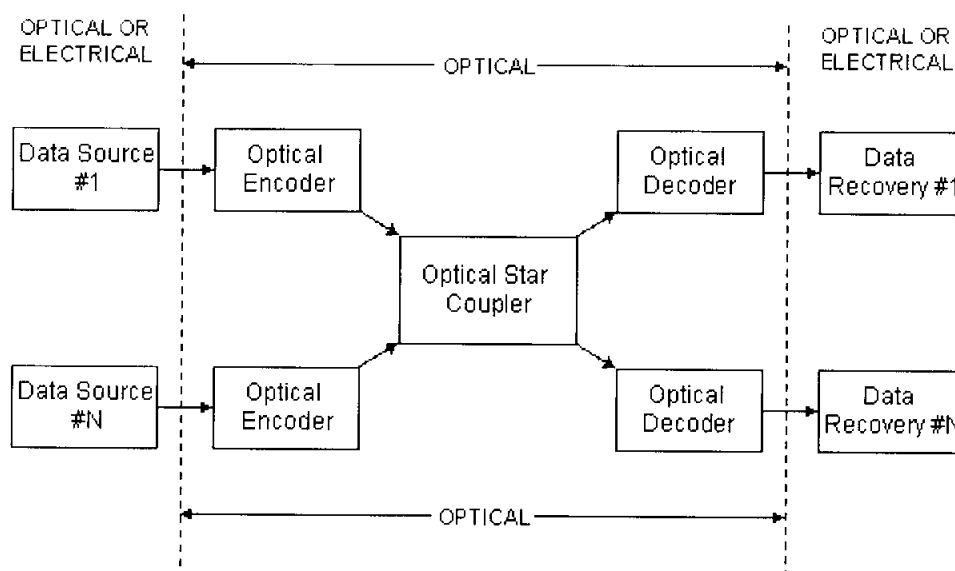 OPTICAL OR
ELECTRICAL
OPTICAL
OPTICAL OR
ELECTRICAL
Data Source
#1
Optical
Encoder
Optical
Decoder
Data
Recovery #1
Optical Star
Coupler
Data Source
#N
Optical
Encoder
Optical
Decoder
Data
Recovery #N
OPTICAL